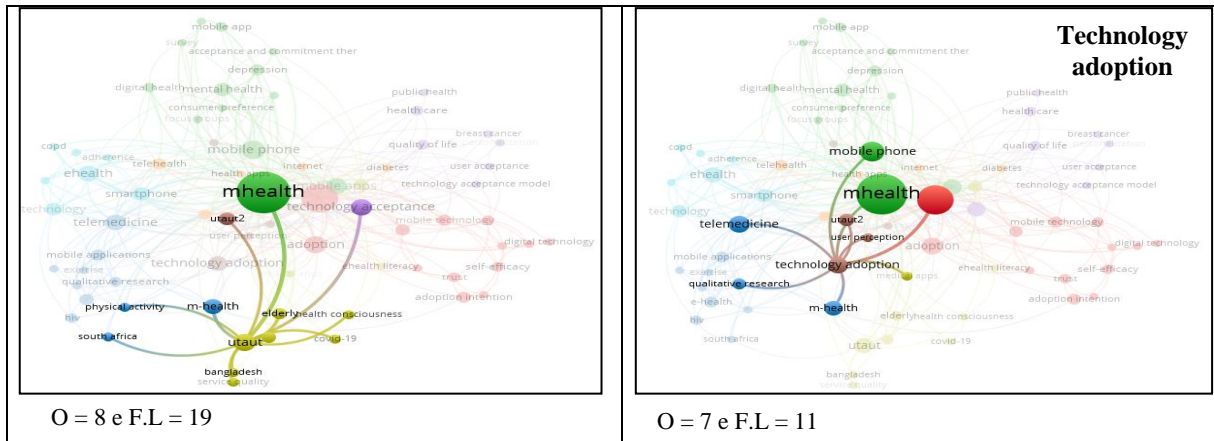 mobile app
survey
acceptance and commitment ther
depression
digital health
mental health
consumer preference
focus groups
public health
health care
breast cancer
mobile phone
quality of life
copd
adherence
telehealth
internet
diabetes
user acceptance
ehealth
health apps
technology acceptance model
smartphone
mhealth
mobile apps
technology
technology acceptance
utaut2
telemedicine
user perception
mobile technology
adoption
digital technology
mobile applications
technology adoption
exercise
ehealth literacy
self-efficacy
qualitative research
trust
adoption intention
physical activity
m-health
hiv
elderly
health consciousness
south africa
utaut
covid-19
bangladesh
service quality
O = 8 e F.L = 19
Technology
adoption
mobile app
survey
acceptance and commitment ther
depression
digital health
mental health
consumer preference
focus groups
public health
health care
breast cancer
mobile phone
quality of life
copd
adherence
telehealth
internet
diabetes
user acceptance
ehealth
health apps
technology acceptance model
smartphone
mhealth
technology
utaut2
telemedicine
user perception
mobile technology
adoption
digital technology
mobile applications
technology adoption
exercise
medical apps
ehealth literacy
self-efficacy
qualitative research
trust
e-health
adoption intention
m-health
hiv
elderly
health consciousness
south africa
utaut
covid-19
bangladesh
service quality
O = 7 e F.L = 11